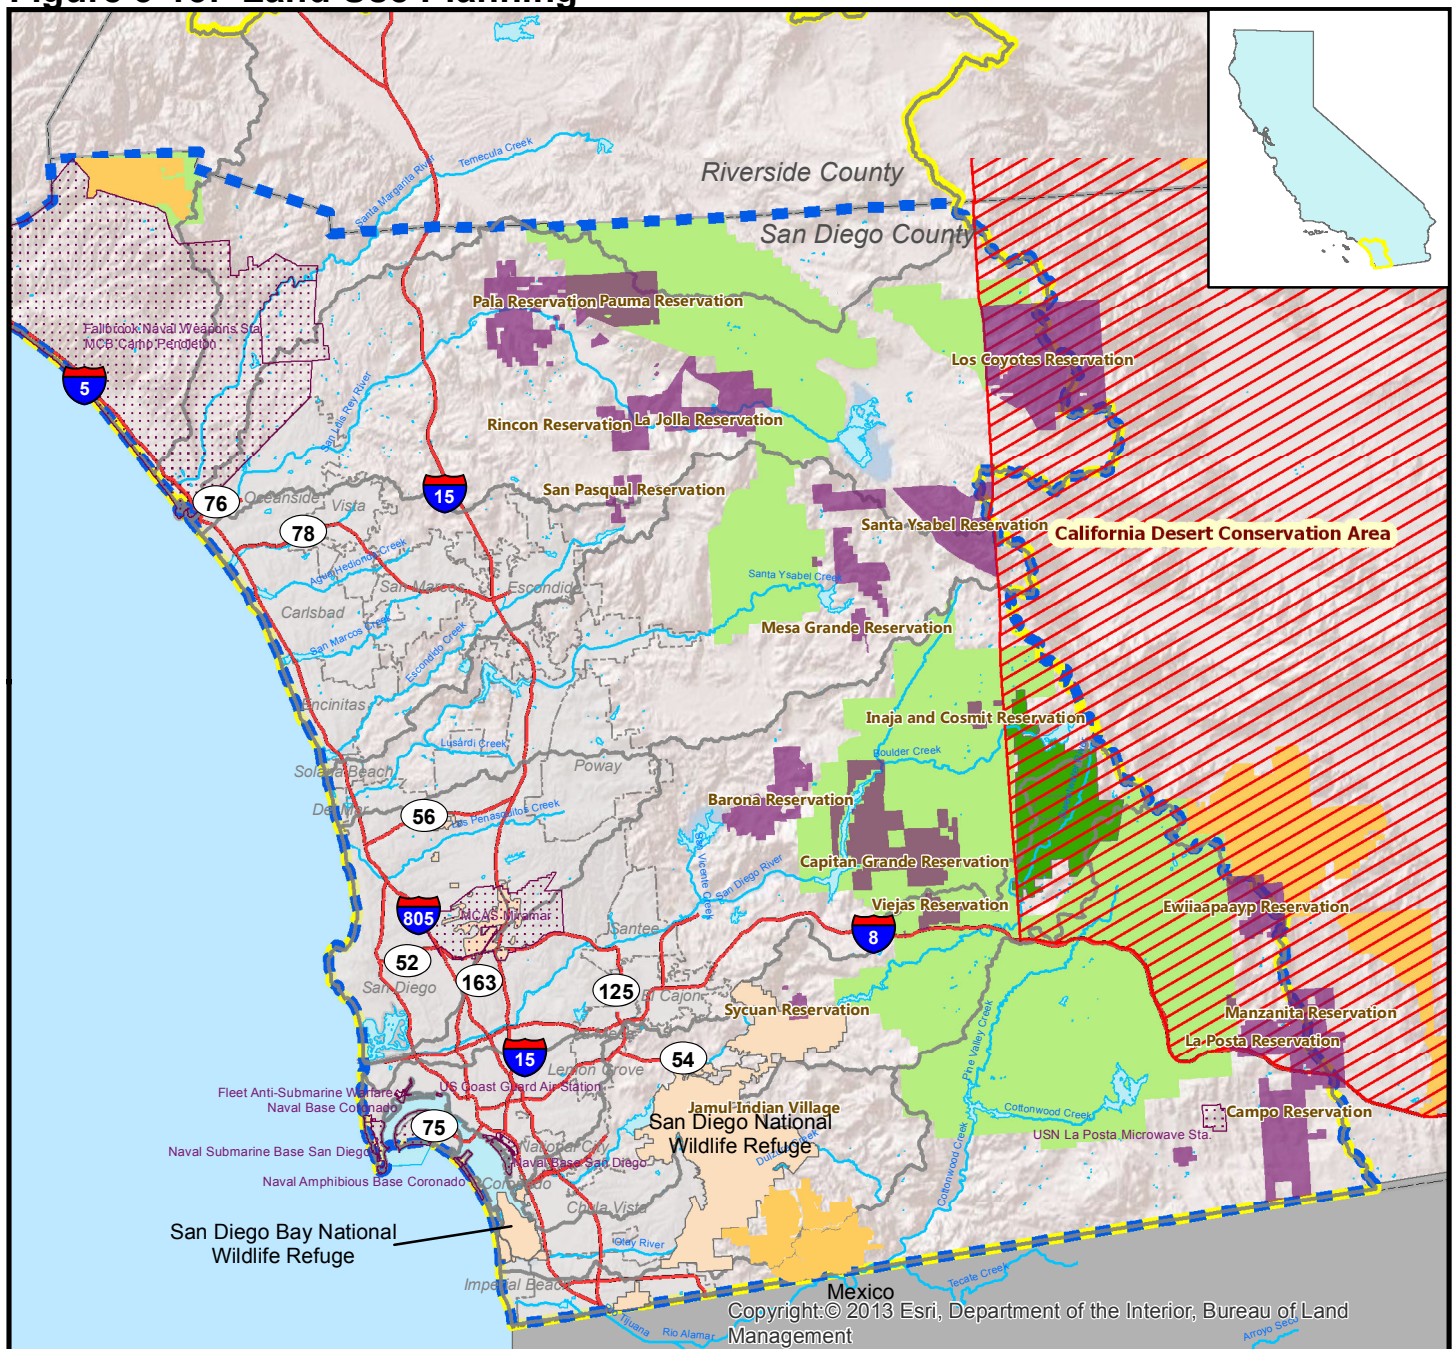 Riverside County
San Diego County
Temecula Creek
Santa Margarita River
Fallbrook Naval Weapons Sta.
MCB Camp Pendleton
5
Pala Reservation
Pauma Reservation
Los Coyotes Reservation
San Luis Rey River
Rincon Reservation
La Jolla Reservation
15
76
Oceanside
Vista
San Pasqual Reservation
78
Santa Ysabel Reservation
California Desert Conservation Area
Agua Hedionda Creek
San Marcos
Escondido
Santa Ysabel Creek
Carlsbad
San Marcos Creek
Escondido Creek
Mesa Grande Reservation
Encinitas
Inaja and Cosmit Reservation
Lusardi Creek
Boulder Creek
Solana Beach
Poway
Del Mar
56
Los Penasquitos Creek
Barona Reservation
San Vicente Creek
San Diego River
Capitan Grande Reservation
Viejas Reservation
Ewiiaapaayp Reservation
805
MCAS Miramar
Santee
8
52
163
125
San Diego
El Cajon
Sycuan Reservation
Manzanita Reservation
La Posta Reservation
Pine Valley Creek
15
54
Lemon Grove
Fleet Anti-Submarine Warfare
Naval Base Coronado
US Coast Guard Air Station
Jamul Indian Village
San Diego National
Wildlife Refuge
Cottonwood Creek
Campo Reservation
USN La Posta Microwave Sta.
75
National City
Naval Submarine Base San Diego
Naval Base San Diego
Dulzura Creek
Naval Amphibious Base Coronado
Coronado
Cottonwood Creek
Chula Vista
San Diego Bay National
Wildlife Refuge
Otay River
Imperial Beach
Tecate Creek
Mexico
Rio Alamar
Arroyo Seco
Copyright:© 2013 Esri, Department of the Interior, Bureau of Land
Management